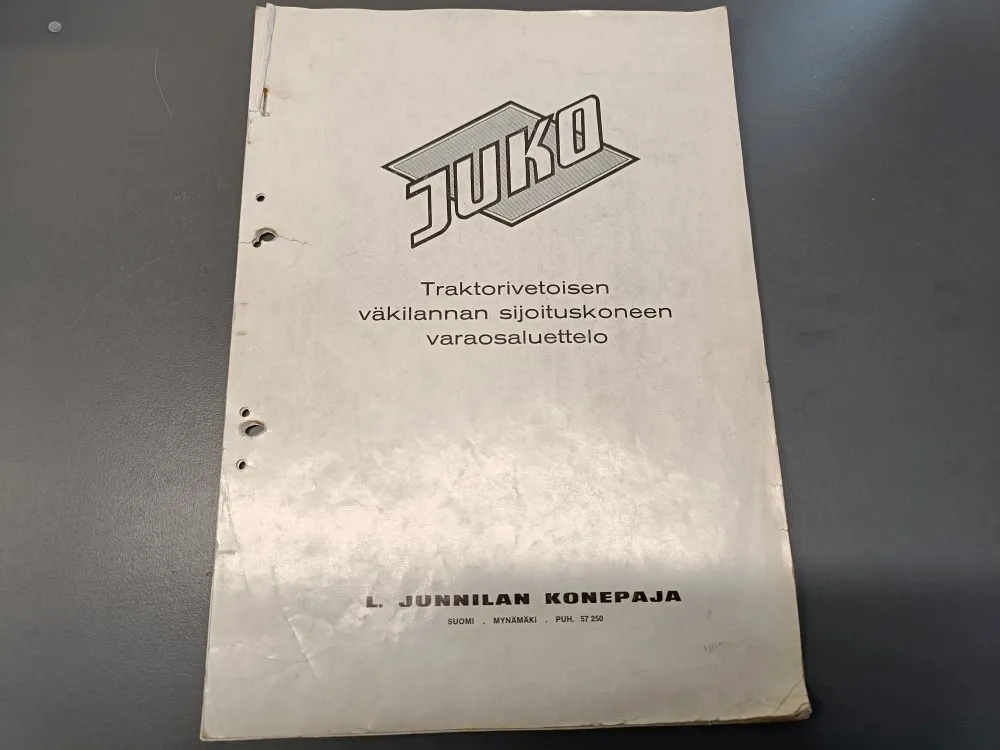 JUKO
Traktorivetoisen
väkilannan sijoituskoneen
varaosaluettelo
L. JUNNILAN KONEPAJA
SUOMI . MYNÄMÄKI . PUH. 57 250